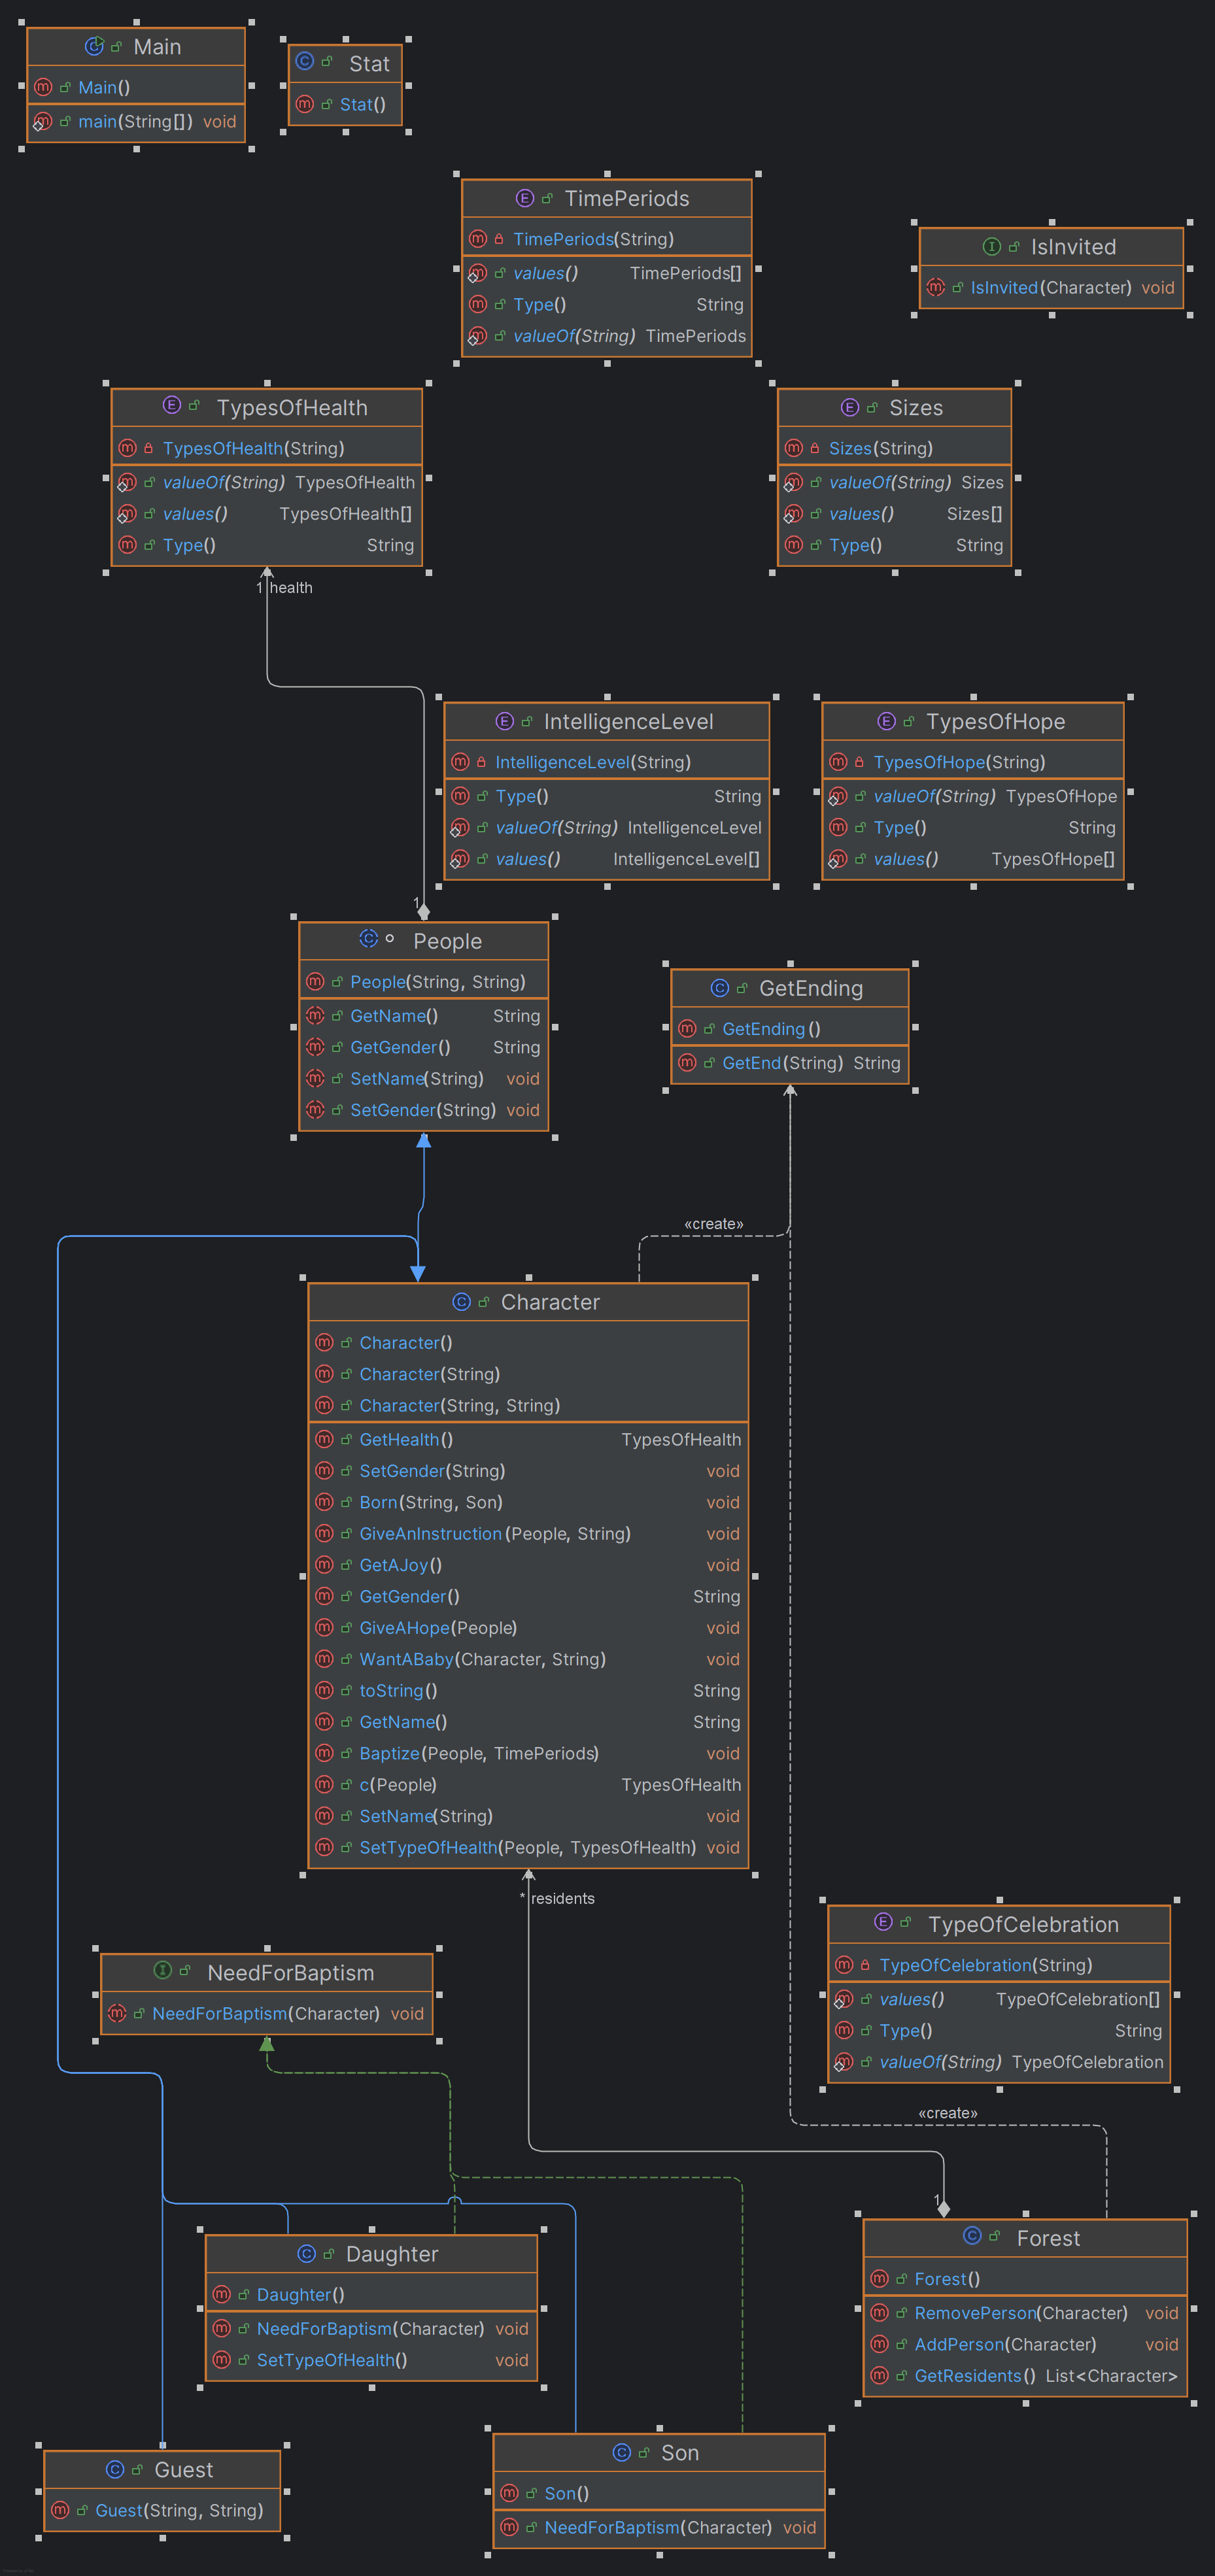 Main
Main()
main(String[]) void
Stat
Stat()
TimePeriods
TimePeriods(String)
values() TimePeriods[]
Type() String
valueOf(String) TimePeriods
IsInvited
IsInvited(Character) void
TypesOfHealth
TypesOfHealth(String)
valueOf(String) TypesOfHealth
values() TypesOfHealth[]
Type() String
Sizes
Sizes(String)
valueOf(String) Sizes
values() Sizes[]
Type() String
1 health
IntelligenceLevel
IntelligenceLevel(String)
Type() String
valueOf(String) IntelligenceLevel
values() IntelligenceLevel[]
TypesOfHope
TypesOfHope(String)
valueOf(String) TypesOfHope
Type() String
values() TypesOfHope[]
1
People
People(String, String)
GetName() String
GetGender() String
SetName(String) void
SetGender(String) void
GetEnding
GetEnding()
GetEnd(String) String
«create»
Character
Character()
Character(String)
Character(String, String)
GetHealth() TypesOfHealth
SetGender(String) void
Born(String, Son) void
GiveAnInstruction(People, String) void
GetAJoy() void
GetGender() String
GiveAHope(People) void
WantABaby(Character, String) void
toString() String
GetName() String
Baptize(People, TimePeriods) void
c(People) TypesOfHealth
SetName(String) void
SetTypeOfHealth(People, TypesOfHealth) void
* residents
TypeOfCelebration
TypeOfCelebration(String)
values() TypeOfCelebration[]
Type() String
valueOf(String) TypeOfCelebration
NeedForBaptism
NeedForBaptism(Character) void
«create»
1
Forest
Forest()
RemovePerson(Character) void
AddPerson(Character) void
GetResidents() List<Character>
Daughter
Daughter()
NeedForBaptism(Character) void
SetTypeOfHealth() void
Guest
Guest(String, String)
Son
Son()
NeedForBaptism(Character) void